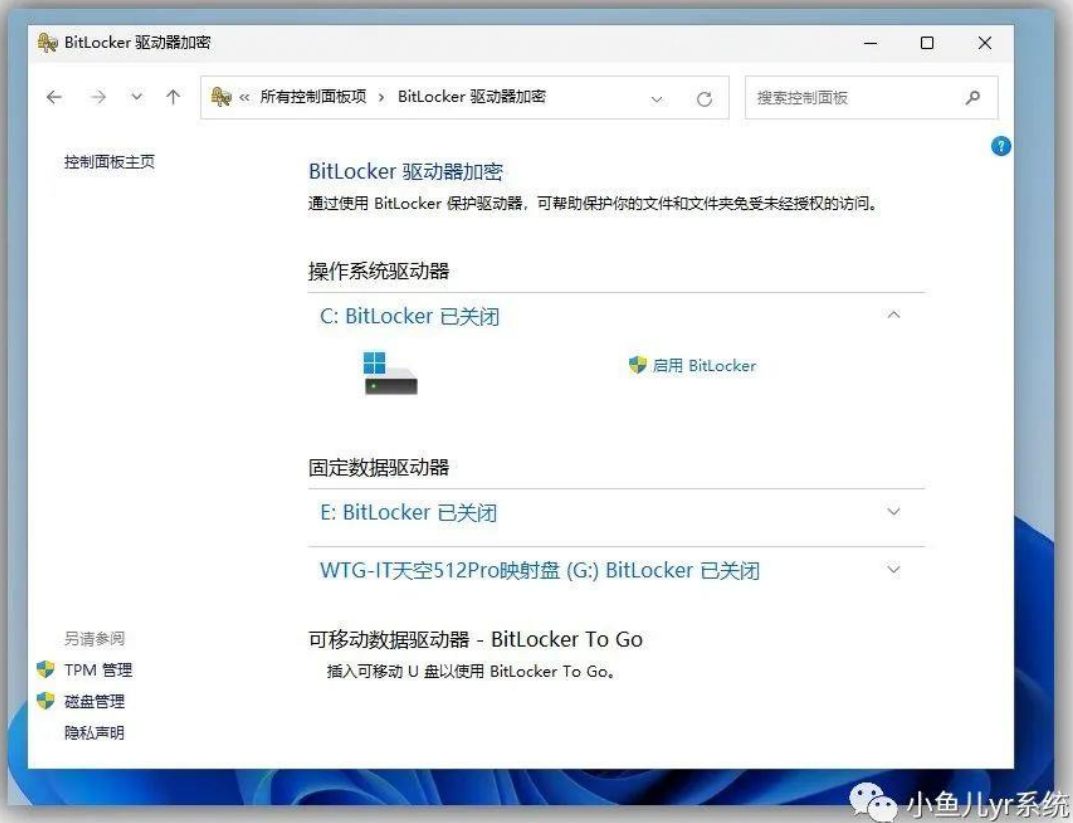 BitLocker 驱动器加密
« 所有控制面板项 › BitLocker 驱动器加密
搜索控制面板
控制面板主页
BitLocker 驱动器加密
通过使用 BitLocker 保护驱动器，可帮助保护你的文件和文件夹免受未经授权的访问。
操作系统驱动器
C: BitLocker 已关闭
启用 BitLocker
固定数据驱动器
E: BitLocker 已关闭
WTG-IT天空512Pro映射盘 (G:) BitLocker 已关闭
可移动数据驱动器 - BitLocker To Go
插入可移动 U 盘以使用 BitLocker To Go。
另请参阅
TPM 管理
磁盘管理
隐私声明
小鱼儿yr系统